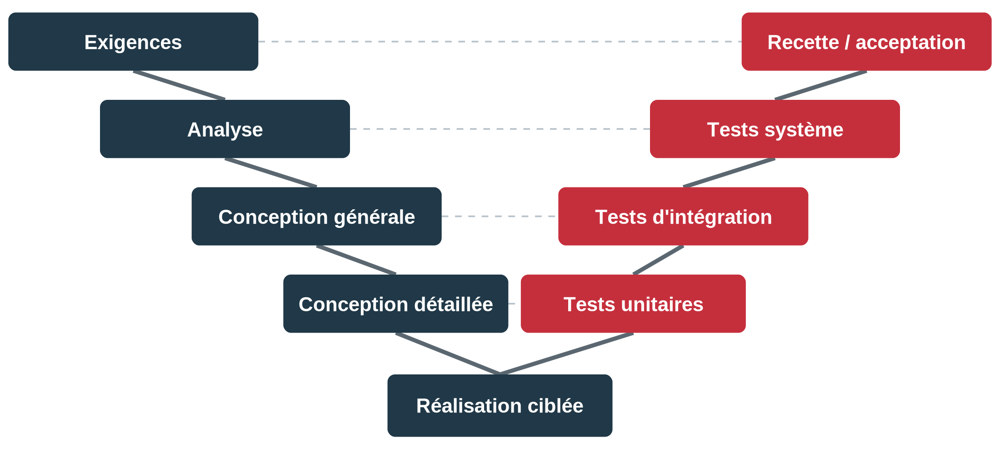 Exigences
Recette / acceptation
Analyse
Tests système
Conception générale
Tests d'intégration
Conception détaillée
Tests unitaires
Réalisation ciblée